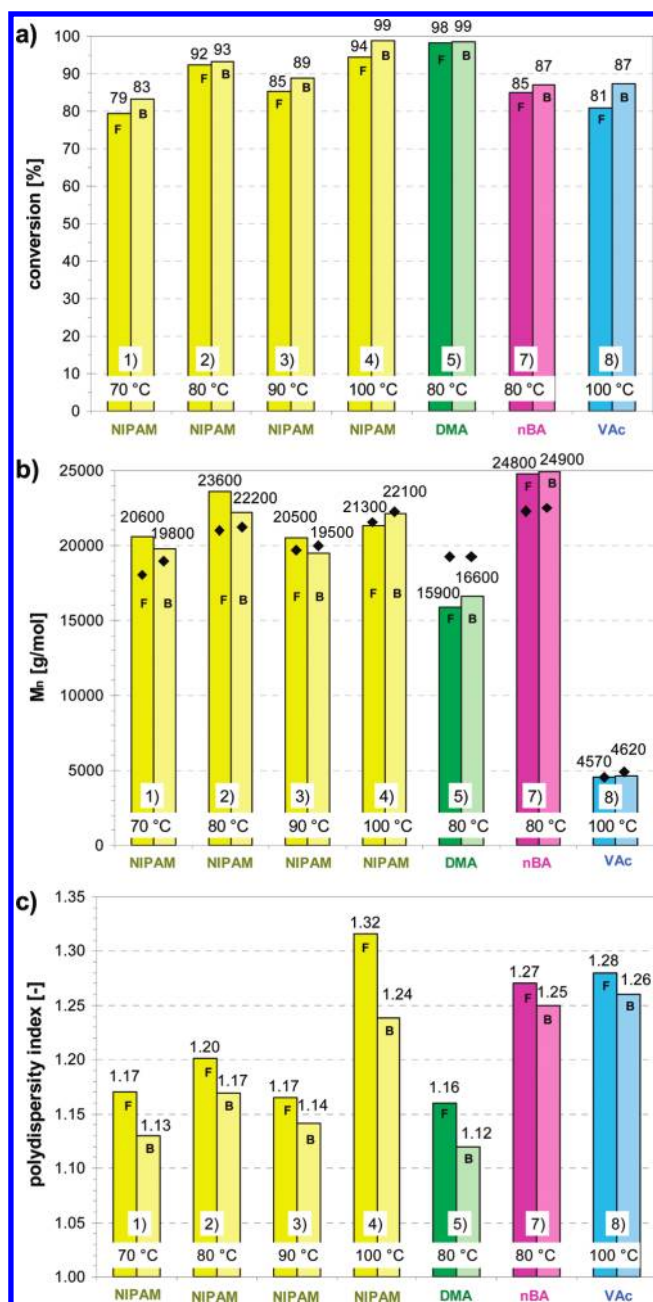 a)
conversion [%]
100
90
80
70
60
50
40
30
20
10
0
79 83 92 93 85 89 94 99 98 99 85 87 81 87
F B F B F B F B F B F B F B
1) 2) 3) 4) 5) 7) 8)
70 °C 80 °C 90 °C 100 °C 80 °C 80 °C 100 °C
NIPAM NIPAM NIPAM NIPAM DMA nBA VAc
b)
Mn [g/mol]
25000
20000
15000
10000
5000
0
20600 19800 23600 22200 20500 19500 21300 22100 15900 16600 24800 24900 4570 4620
F B F B F B F B F B F B
1) 2) 3) 4) 5) 7) 8)
70 °C 80 °C 90 °C 100 °C 80 °C 80 °C 100 °C
NIPAM NIPAM NIPAM NIPAM DMA nBA VAc
c)
polydispersity index [-]
1.35
1.30
1.25
1.20
1.15
1.10
1.05
1.00
1.17 1.13 1.20 1.17 1.17 1.14 1.32 1.24 1.16 1.12 1.27 1.25 1.28 1.26
F B F B F B F B F B F B F B
1) 2) 3) 4) 5) 7) 8)
70 °C 80 °C 90 °C 100 °C 80 °C 80 °C 100 °C
NIPAM NIPAM NIPAM NIPAM DMA nBA VAc